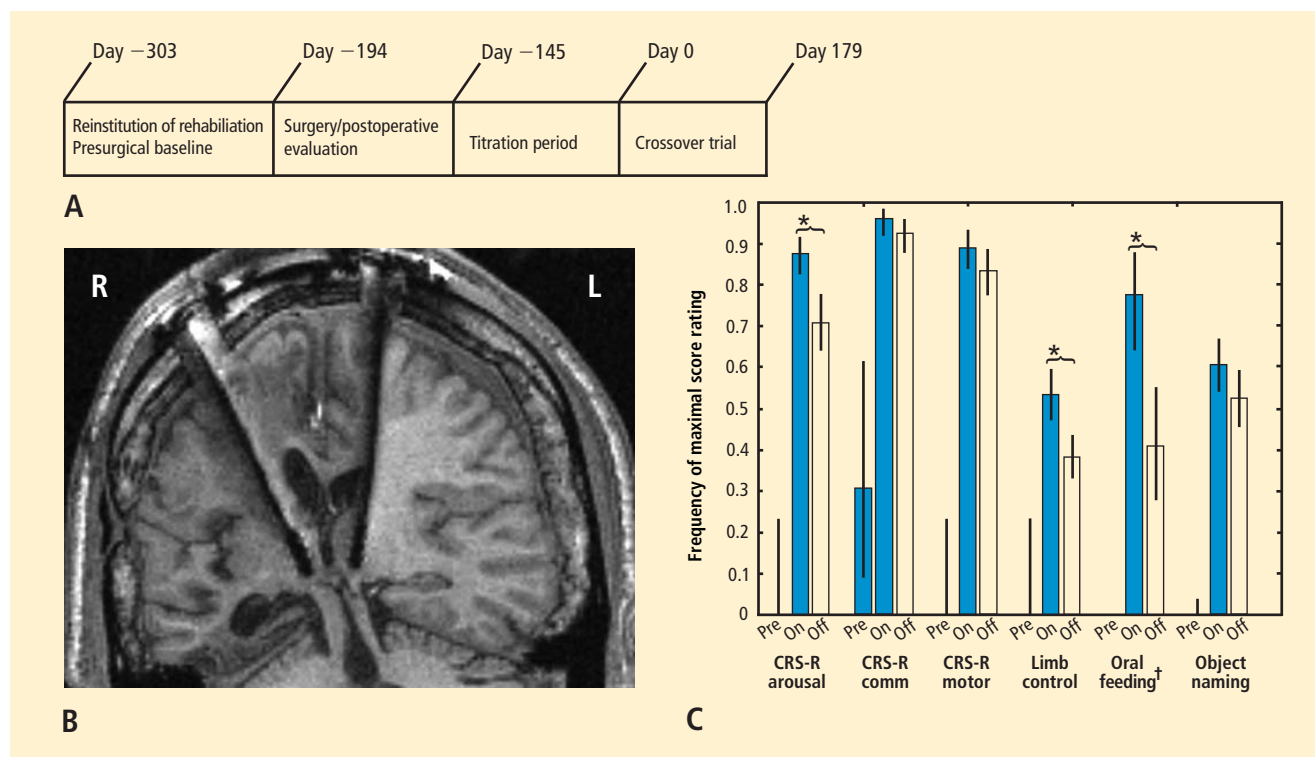 Day −303
Day −194
Day −145
Day 0
Day 179
Reinstitution of rehabiliation
Presurgical baseline
Surgery/postoperative
evaluation
Titration period
Crossover trial
A
R
L
B
1.0
0.9
0.8
0.7
0.6
0.5
0.4
0.3
0.2
0.1
0
Frequency of maximal score rating
*
*
*
Pre On Off
Pre On Off
Pre On Off
Pre On Off
Pre On Off
Pre On Off
CRS-R
arousal
CRS-R
comm
CRS-R
motor
Limb
control
Oral
feeding†
Object
naming
C